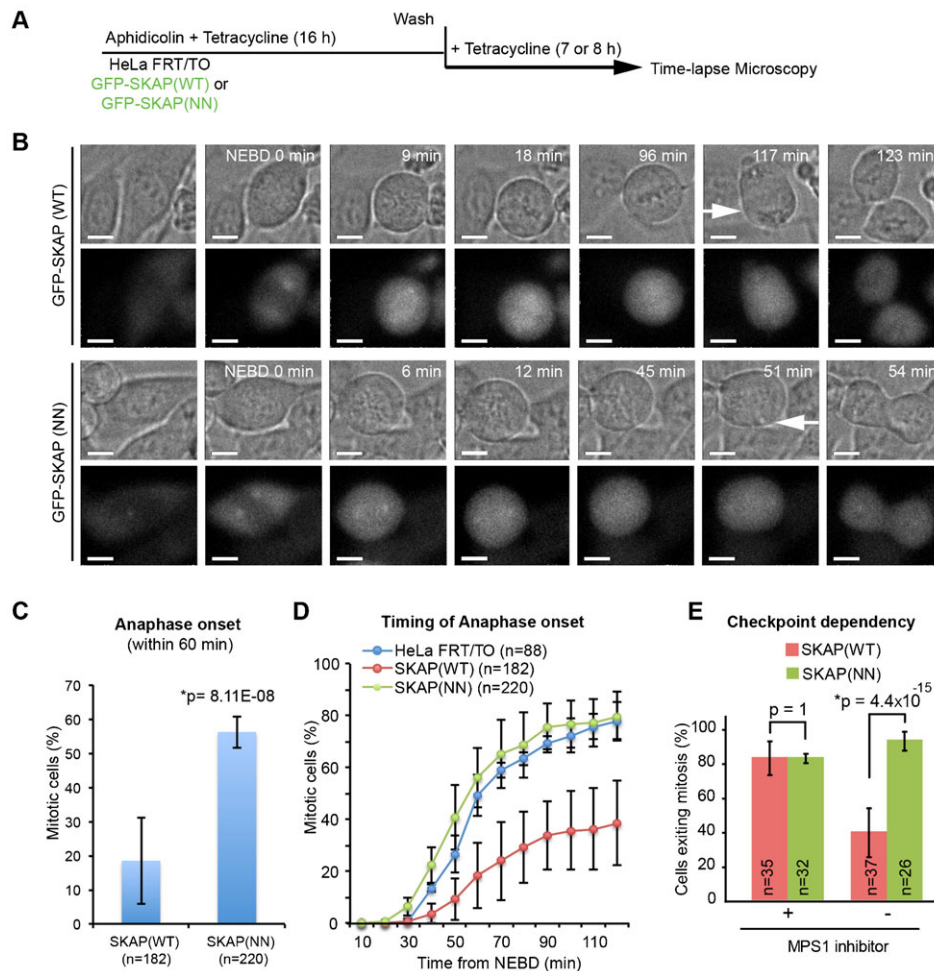 A
Wash
Aphidicolin + Tetracycline (16 h)
+ Tetracycline (7 or 8 h)
HeLa FRT/TO
GFP-SKAP(WT) or
GFP-SKAP(NN)
Time-lapse Microscopy
B
GFP-SKAP (WT)
NEBD 0 min
9 min
18 min
96 min
117 min
123 min
GFP-SKAP (NN)
NEBD 0 min
6 min
12 min
45 min
51 min
54 min
C
Anaphase onset
(within 60 min)
*p= 8.11E-08
Mitotic cells (%)
70
60
50
40
30
20
10
0
SKAP(WT)
(n=182)
SKAP(NN)
(n=220)
D
Timing of Anaphase onset
HeLa FRT/TO (n=88)
SKAP(WT) (n=182)
SKAP(NN) (n=220)
Mitotic cells (%)
100
80
60
40
20
0
10 30 50 70 90 110
Time from NEBD (min)
E
Checkpoint dependency
SKAP(WT)
SKAP(NN)
p = 1
*p = 4.4x10-15
Cells exiting mitosis (%)
100
80
60
40
20
0
n=35
n=32
n=37
n=26
+ -
MPS1 inhibitor